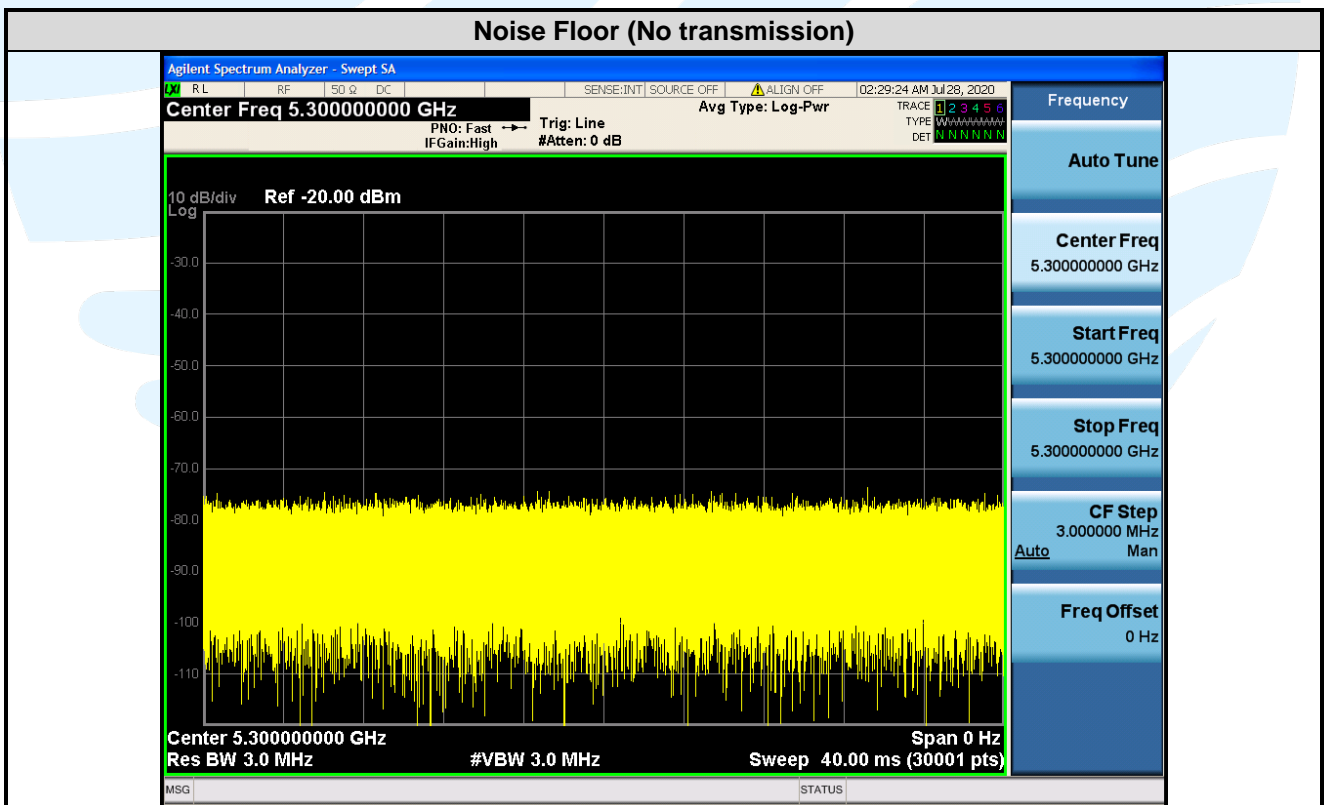 Noise Floor (No transmission)
Agilent Spectrum Analyzer - Swept SA
LXI RL RF 50 Ω DC SENSE:INT SOURCE OFF ALIGN OFF 02:29:24 AM Jul 28, 2020
Center Freq 5.300000000 GHz
PNO: Fast
IFGain:High
Trig: Line
#Atten: 0 dB
Avg Type: Log-Pwr
TRACE 1 2 3 4 5 6
TYPE WWWWWW
DET N N N N N N
10 dB/div Ref -20.00 dBm
Log
-30.0
-40.0
-50.0
-60.0
-70.0
-80.0
-90.0
-100
-110
Center 5.300000000 GHz Span 0 Hz
Res BW 3.0 MHz #VBW 3.0 MHz Sweep 40.00 ms (30001 pts)
MSG STATUS
Frequency
Auto Tune
Center Freq
5.300000000 GHz
Start Freq
5.300000000 GHz
Stop Freq
5.300000000 GHz
CF Step
3.000000 MHz
Auto Man
Freq Offset
0 Hz